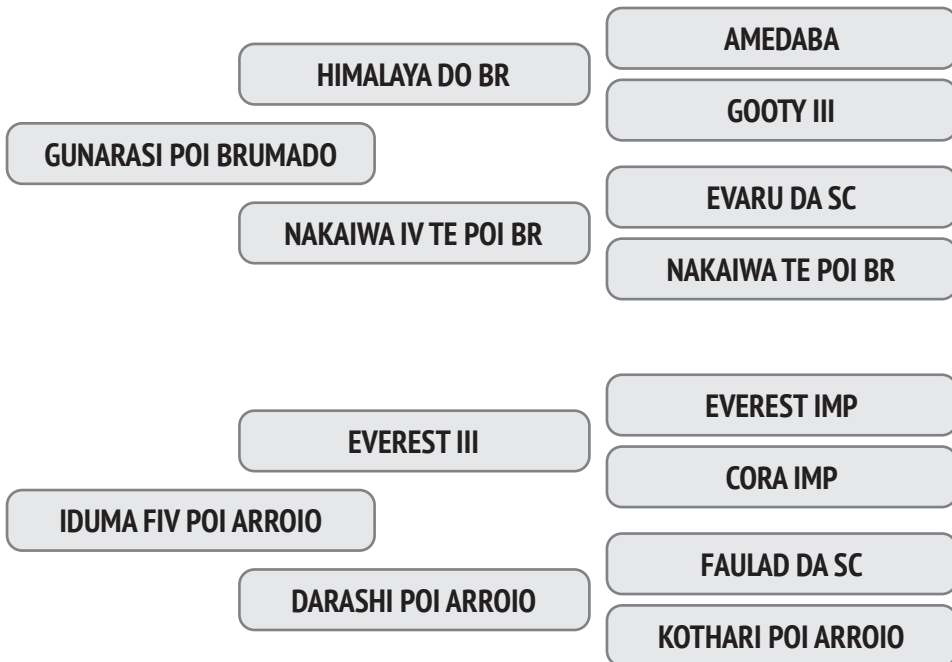 AMEDABA
HIMALAYA DO BR
GOOTY III
GUNARASI POI BRUMADO
EVARU DA SC
NAKAIWA IV TE POI BR
NAKAIWA TE POI BR
EVEREST IMP
EVEREST III
CORA IMP
IDUMA FIV POI ARROIO
FAULAD DA SC
DARASHI POI ARROIO
KOTHARI POI ARROIO